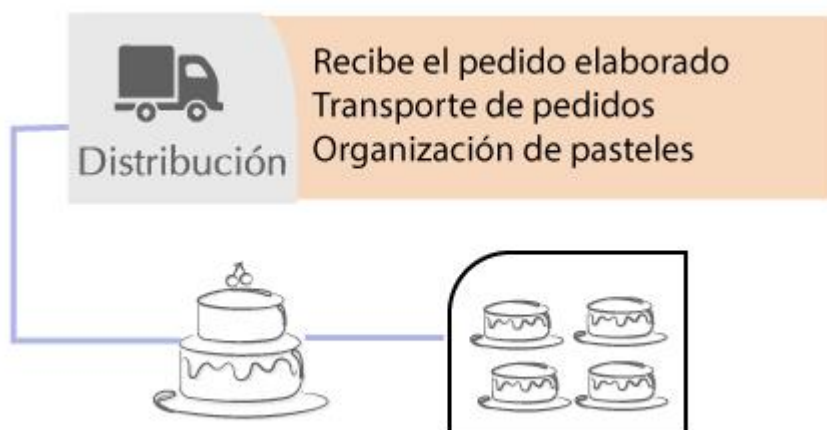 Recibe el pedido elaborado
Transporte de pedidos
Organización de pasteles
Distribución